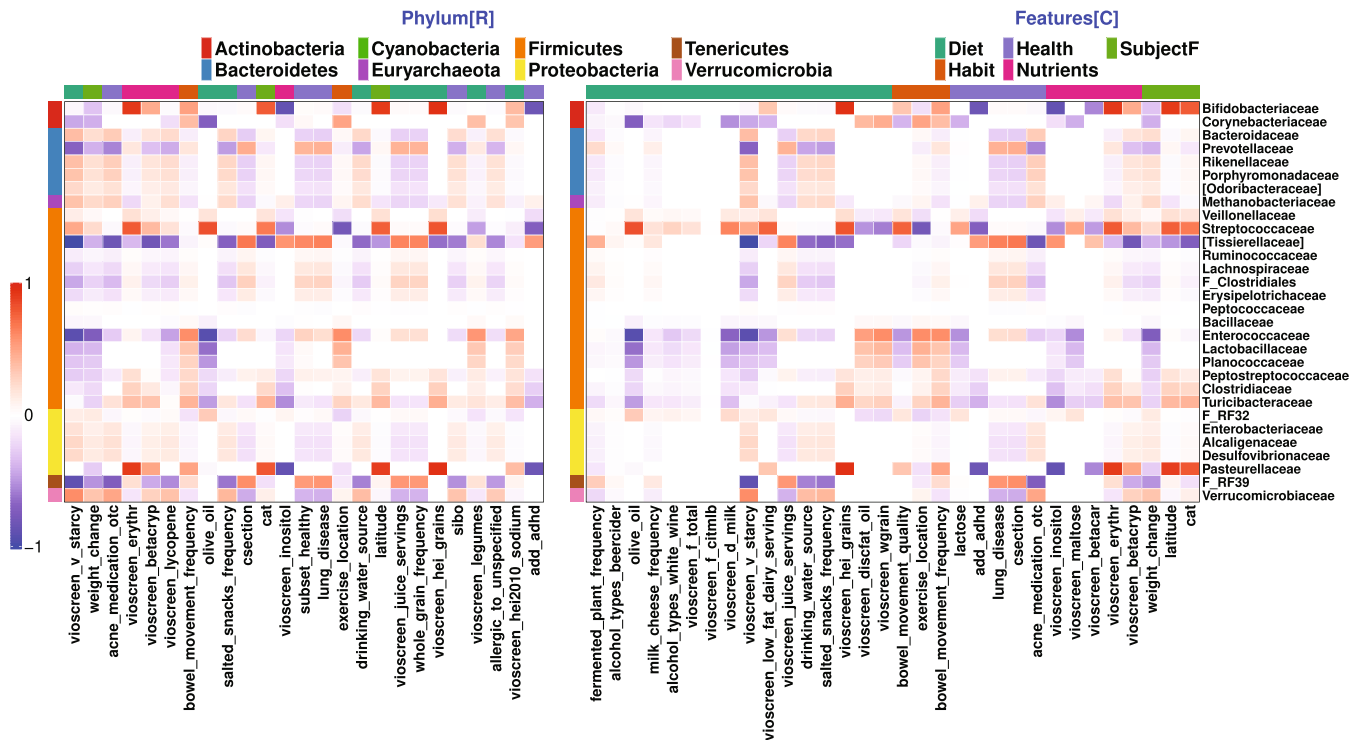 Phylum[R]
Features[C]
Actinobacteria
Cyanobacteria
Firmicutes
Tenericutes
Diet
Health
SubjectF
Bacteroidetes
Euryarchaeota
Proteobacteria
Verrucomicrobia
Habit
Nutrients
Bifidobacteriaceae
Corynebacteriaceae
Bacteroidaceae
Prevotellaceae
Rikenellaceae
Porphyromonadaceae
[Odoribacteraceae]
Methanobacteriaceae
Veillonellaceae
Streptococcaceae
[Tissierellaceae]
Ruminococcaceae
Lachnospiraceae
F_Clostridiales
Erysipelotrichaceae
Peptococcaceae
Bacillaceae
Enterococcaceae
Lactobacillaceae
Planococcaceae
Peptostreptococcaceae
Clostridiaceae
Turicibacteraceae
F_RF32
Enterobacteriaceae
Alcaligenaceae
Desulfovibrionaceae
Pasteurellaceae
F_RF39
Verrucomicrobiaceae
1
0
−1
vioscreen_v_starcy
weight_change
acne_medication_otc
vioscreen_erythr
vioscreen_betacryp
vioscreen_lycopene
bowel_movement_frequency
olive_oil
salted_snacks_frequency
csection
cat
vioscreen_inositol
subset_healthy
lung_disease
exercise_location
drinking_water_source
latitude
vioscreen_juice_servings
whole_grain_frequency
vioscreen_hei_grains
sibo
vioscreen_legumes
allergic_to_unspecified
vioscreen_hei2010_sodium
add_adhd
fermented_plant_frequency
alcohol_types_beercider
olive_oil
milk_cheese_frequency
alcohol_types_white_wine
vioscreen_f_total
vioscreen_f_citmlb
vioscreen_d_milk
vioscreen_v_starcy
vioscreen_low_fat_dairy_serving
vioscreen_juice_servings
drinking_water_source
salted_snacks_frequency
vioscreen_hei_grains
vioscreen_discfat_oil
vioscreen_wgrain
bowel_movement_quality
exercise_location
bowel_movement_frequency
lactose
add_adhd
lung_disease
csection
acne_medication_otc
vioscreen_inositol
vioscreen_maltose
vioscreen_betacar
vioscreen_erythr
vioscreen_betacryp
weight_change
latitude
cat